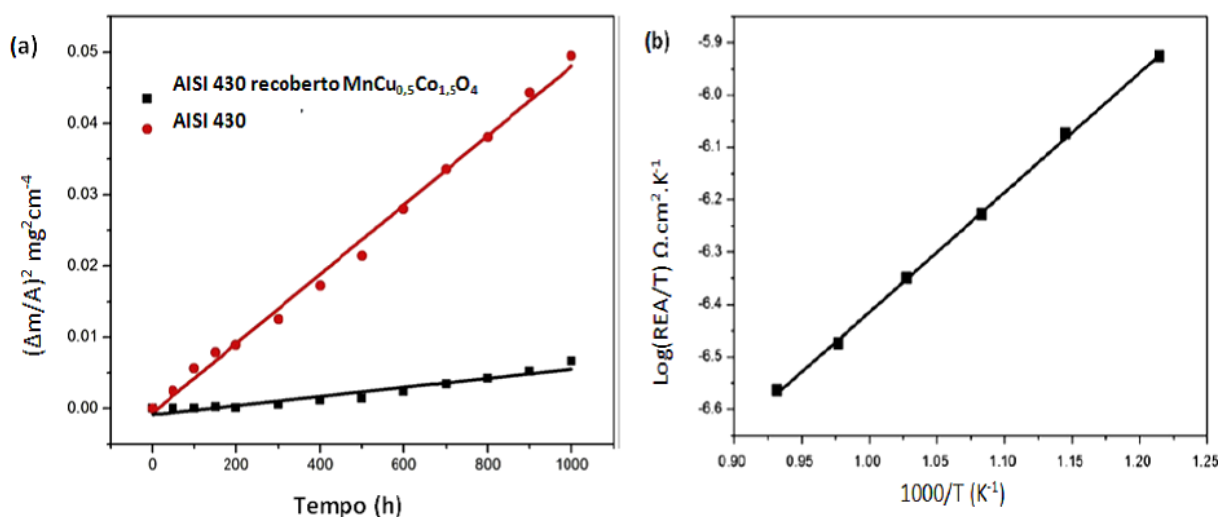 (a)
0.05
0.04
0.03
0.02
0.01
0.00
(Δm/A)² mg²cm⁻⁴
AISI 430 recoberto MnCu₀,₅Co₁,₅O₄
AISI 430
0 200 400 600 800 1000
Tempo (h)
(b)
-5.9
-6.0
-6.1
-6.2
-6.3
-6.4
-6.5
-6.6
Log(REA/T) Ω.cm².K⁻¹
0.90 0.95 1.00 1.05 1.10 1.15 1.20 1.25
1000/T (K⁻¹)